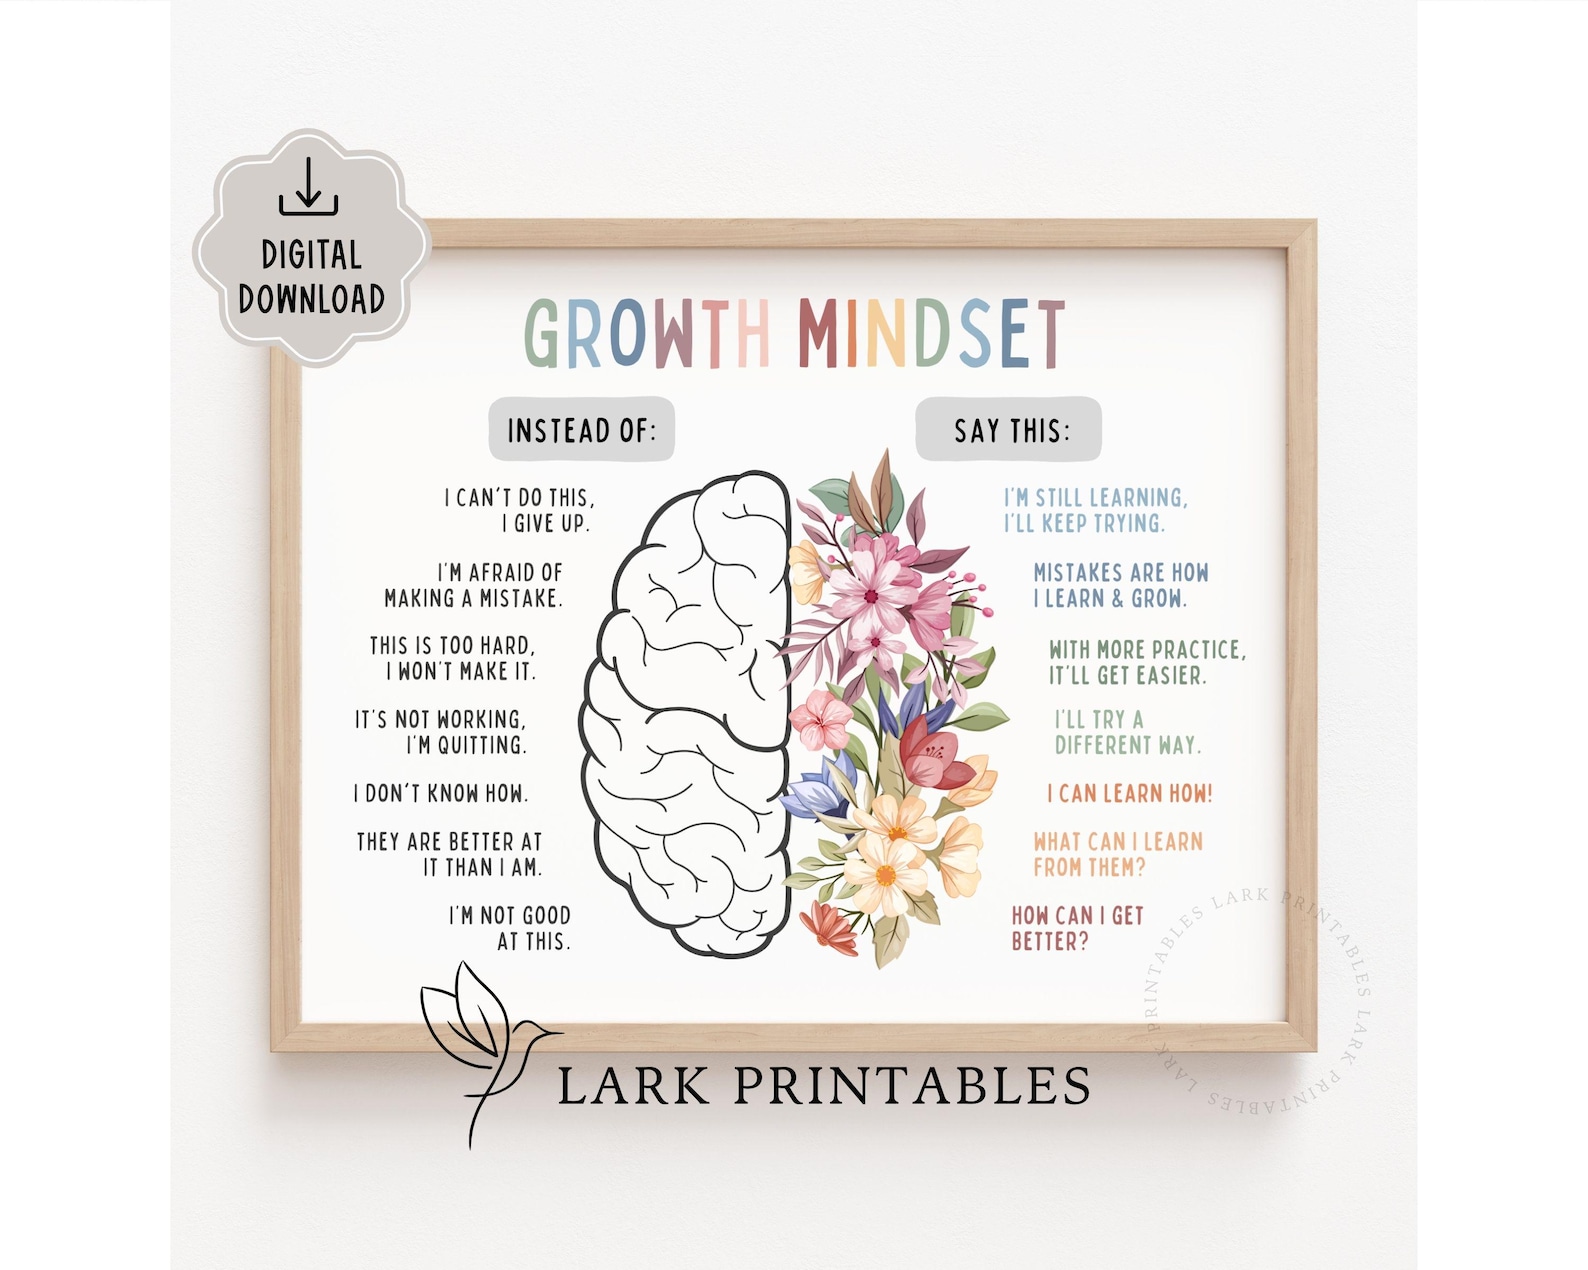 DIGITAL
DOWNLOAD
GROWTH MINDSET
INSTEAD OF:
I CAN'T DO THIS,
I GIVE UP.
I'M AFRAID OF
MAKING A MISTAKE.
THIS IS TOO HARD,
I WON'T MAKE IT.
IT'S NOT WORKING,
I'M QUITTING.
I DON'T KNOW HOW.
THEY ARE BETTER AT
IT THAN I AM.
I'M NOT GOOD
AT THIS.
SAY THIS:
I'M STILL LEARNING,
I'LL KEEP TRYING.
MISTAKES ARE HOW
I LEARN & GROW.
WITH MORE PRACTICE,
IT'LL GET EASIER.
I'LL TRY A
DIFFERENT WAY.
I CAN LEARN HOW!
WHAT CAN I LEARN
FROM THEM?
HOW CAN I GET
BETTER?
LARK PRINTABLES
LARK PRINTABLES LARK PRINTABLES LARK PRINTABLES